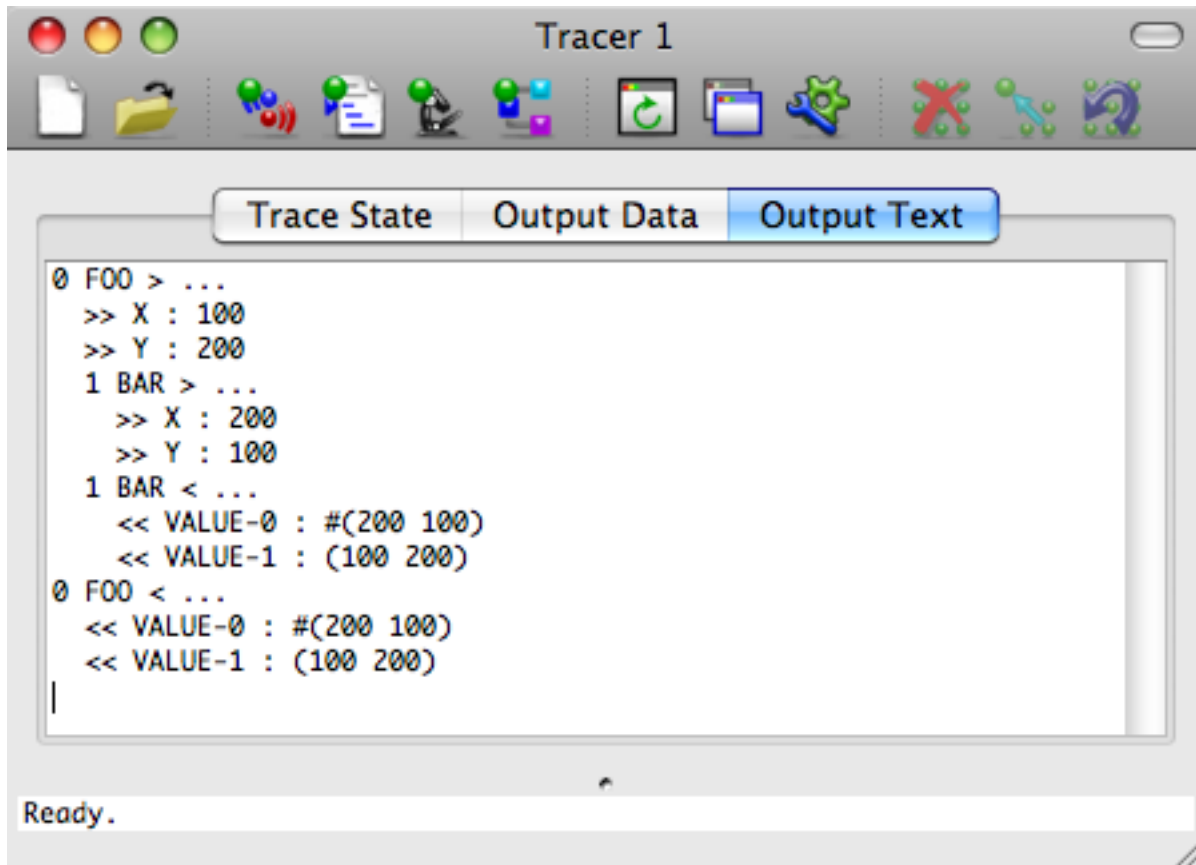 Tracer 1
Trace State Output Data Output Text
0 FOO > ...
  >> X : 100
  >> Y : 200
  1 BAR > ...
    >> X : 200
    >> Y : 100
  1 BAR < ...
    << VALUE-0 : #(200 100)
    << VALUE-1 : (100 200)
0 FOO < ...
  << VALUE-0 : #(200 100)
  << VALUE-1 : (100 200)
Ready.